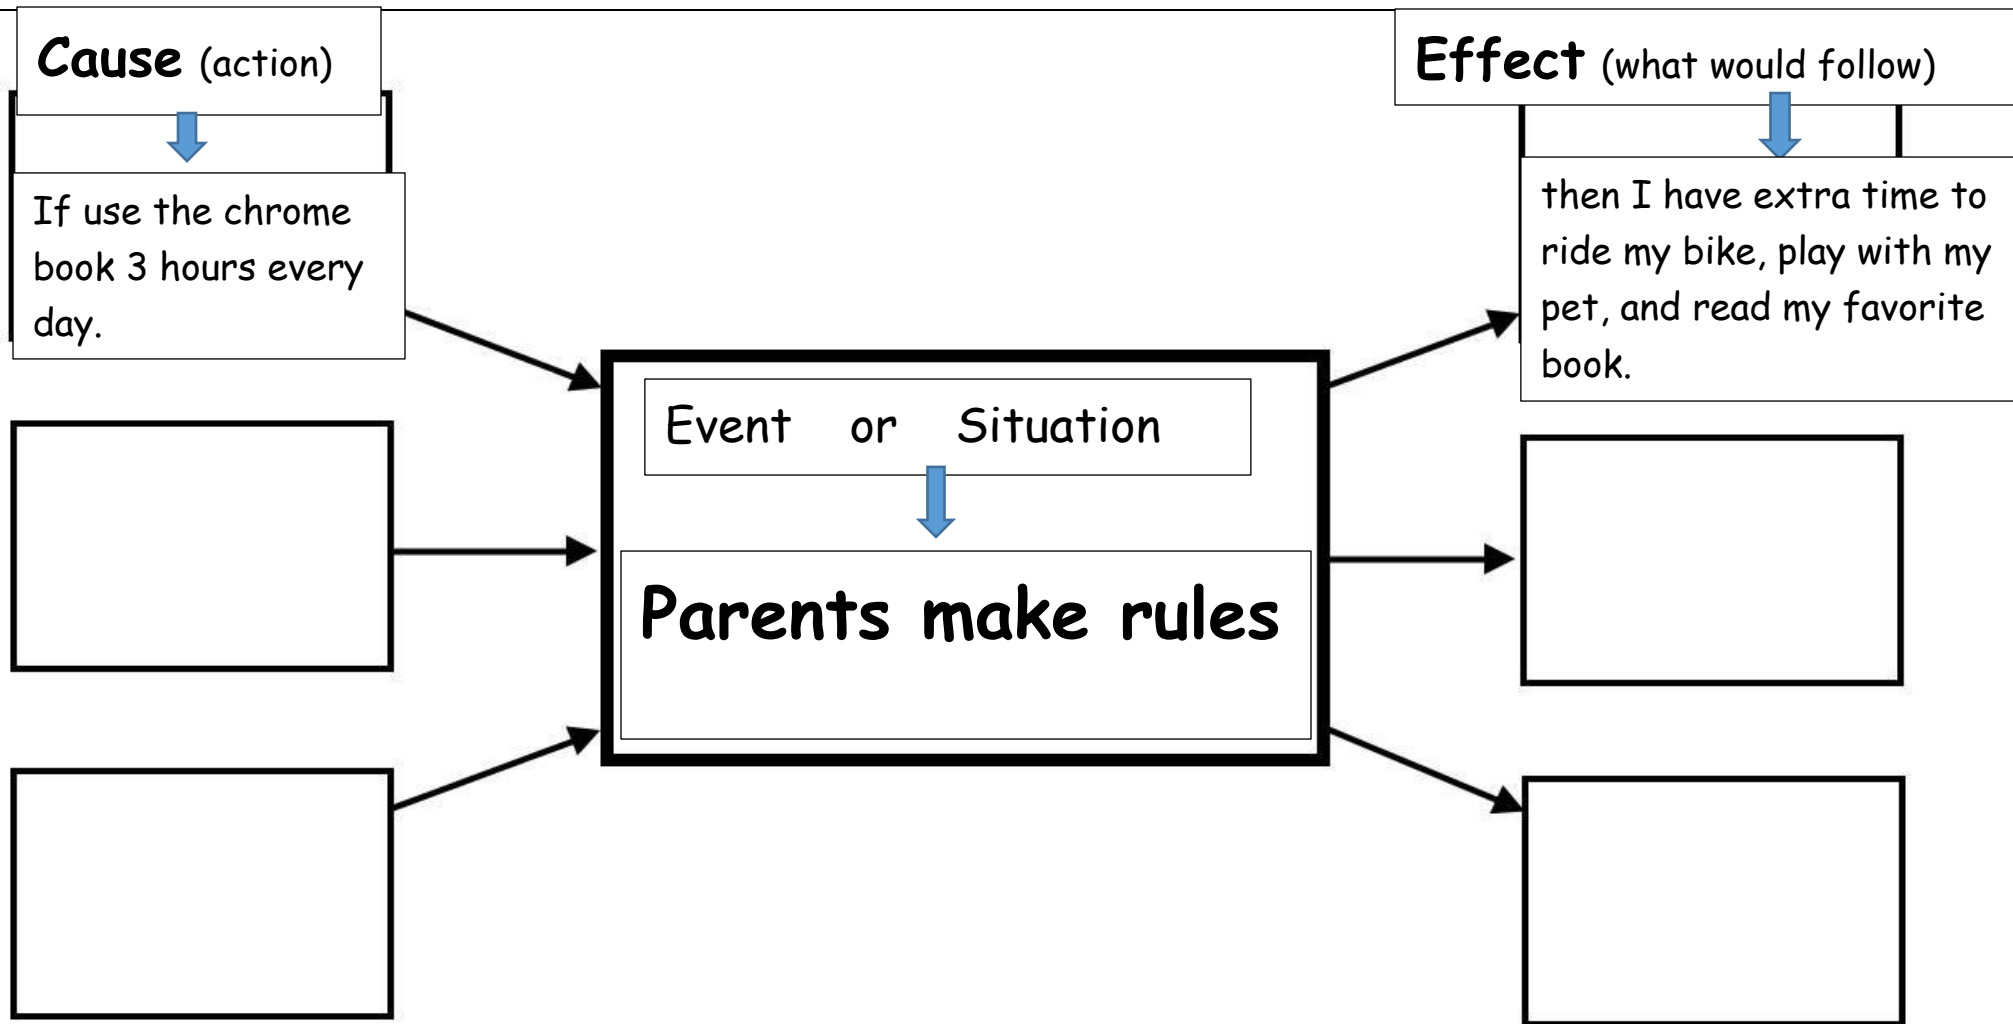 Cause (action)
If use the chrome
book 3 hours every
day.
Event or Situation
Parents make rules
Effect (what would follow)
then I have extra time to
ride my bike, play with my
pet, and read my favorite
book.